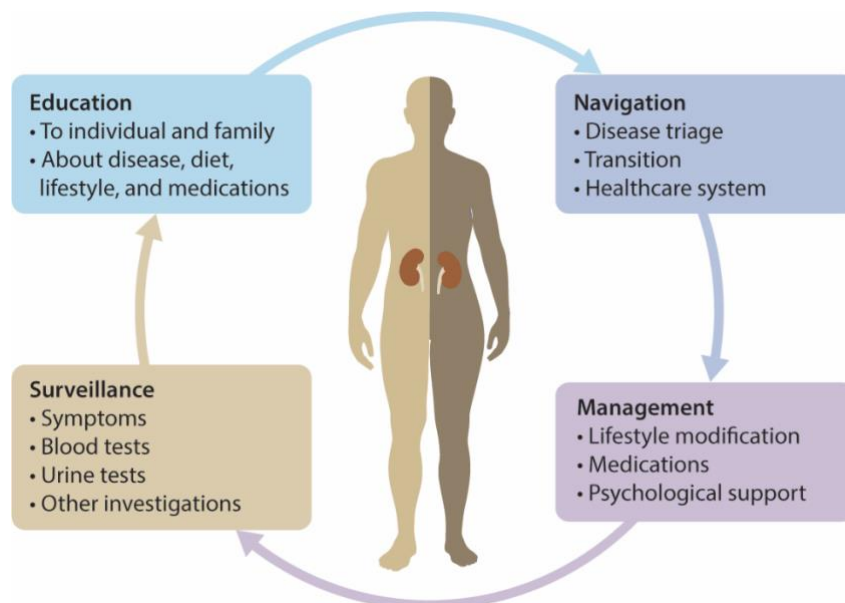 Education
• To individual and family
• About disease, diet,
lifestyle, and medications
Navigation
• Disease triage
• Transition
• Healthcare system
Surveillance
• Symptoms
• Blood tests
• Urine tests
• Other investigations
Management
• Lifestyle modification
• Medications
• Psychological support